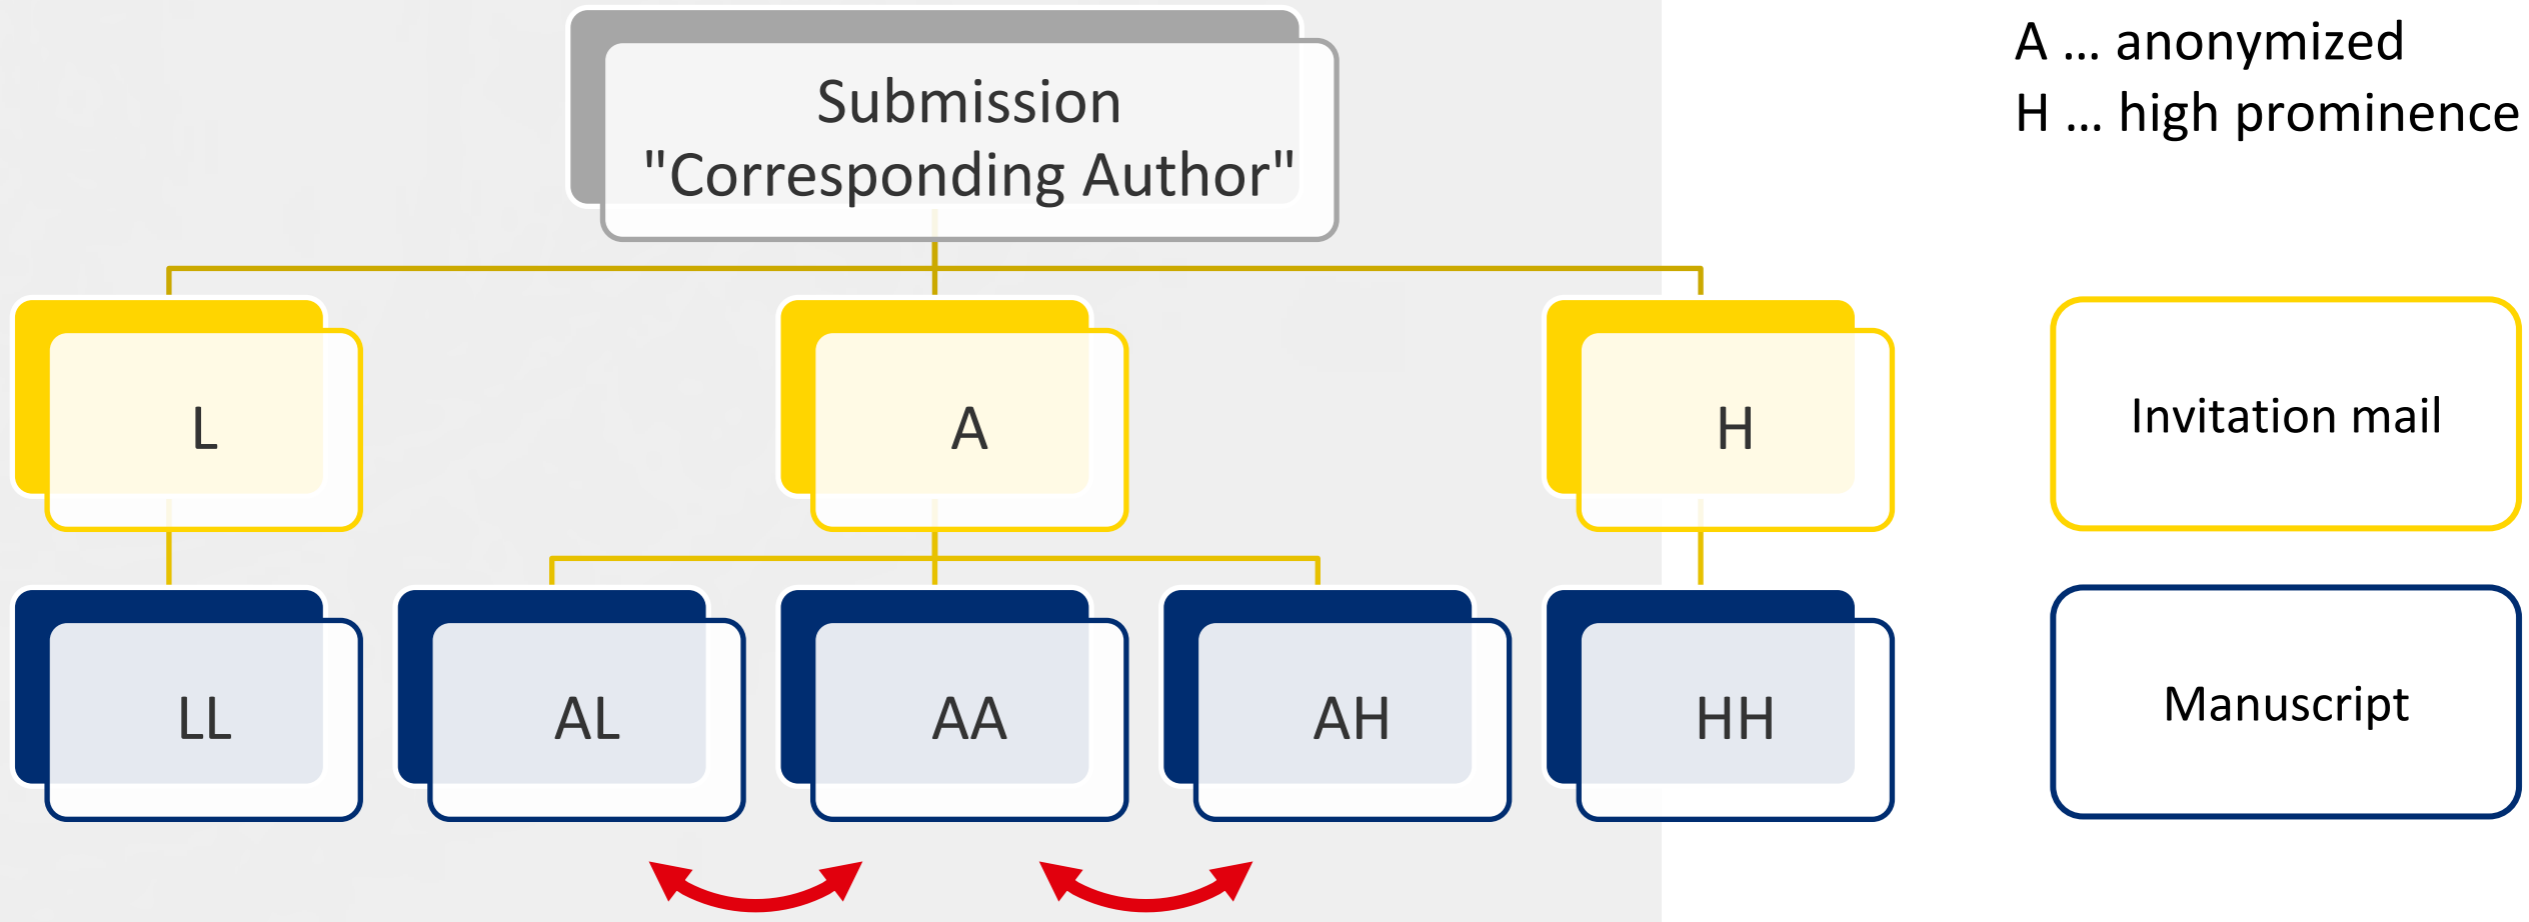 A ... anonymized
H ... high prominence
Submission
"Corresponding Author"
L
A
H
Invitation mail
LL
AL
AA
AH
HH
Manuscript